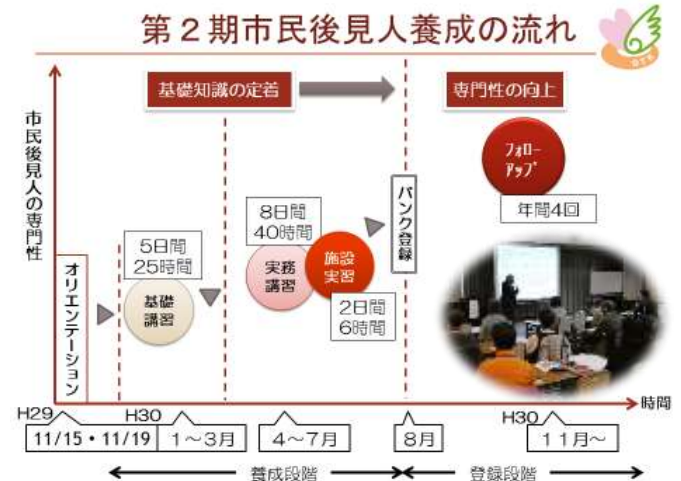 第2期市民後見人養成の流れ
基礎知識の定着
専門性の向上
市民後見人の専門性
フォロー
アップ
年間4回
バンク登録
8日間
40時間
5日間
25時間
実務
講習
施設
実習
2日間
6時間
基礎
講習
オリエンテーション
時間
H29
H30
H30
11/15・11/19
1〜3月
4〜7月
8月
11月〜
養成段階
登録段階